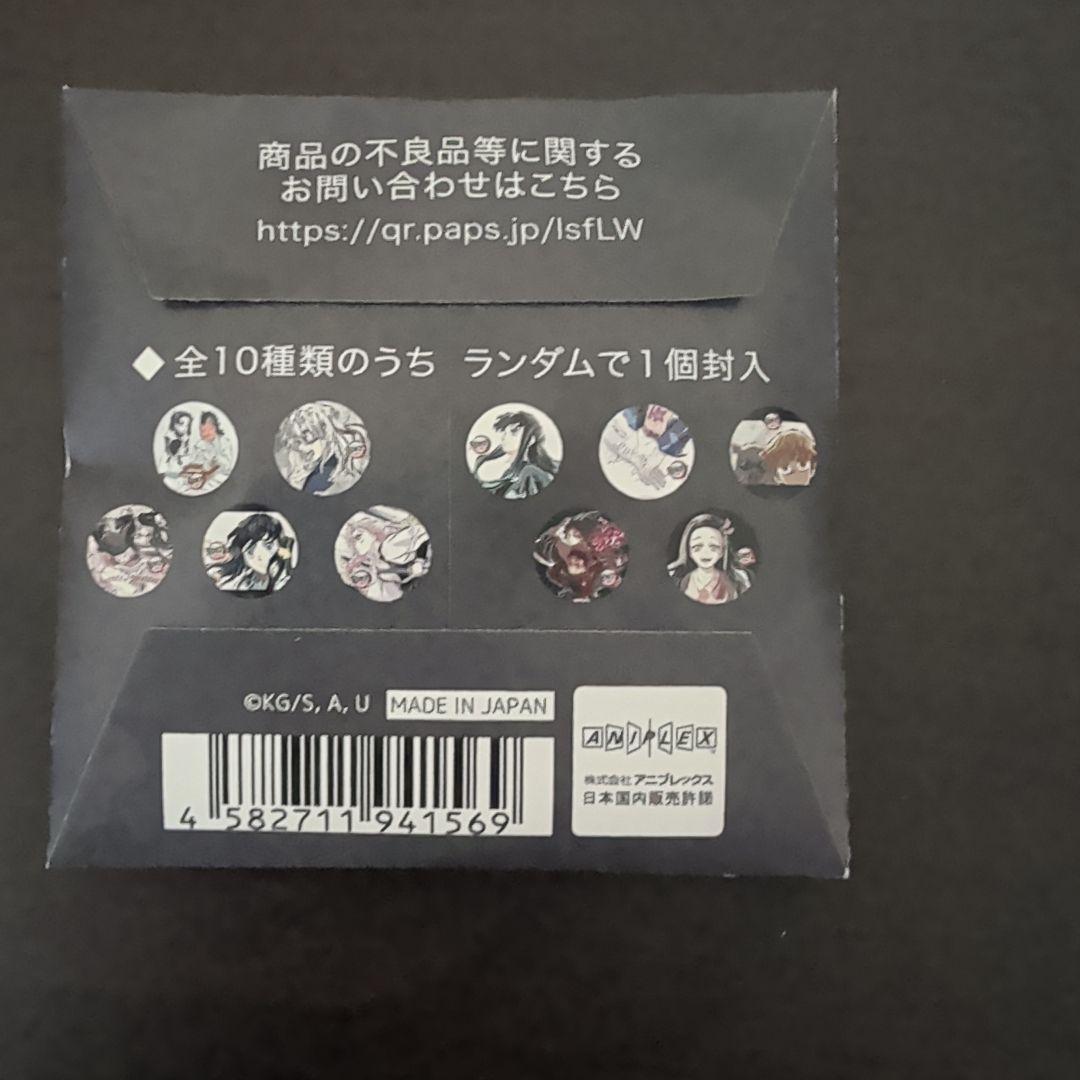 商品の不良品等に関する
お問い合わせはこちら
https://qr.paps.jp/lsfLW
◆全10種類のうち ランダムで1個封入
©KG/S, A, U MADE IN JAPAN
4 582711 941569
ANIPLEX
株式会社アニプレックス
日本国内販売許諾